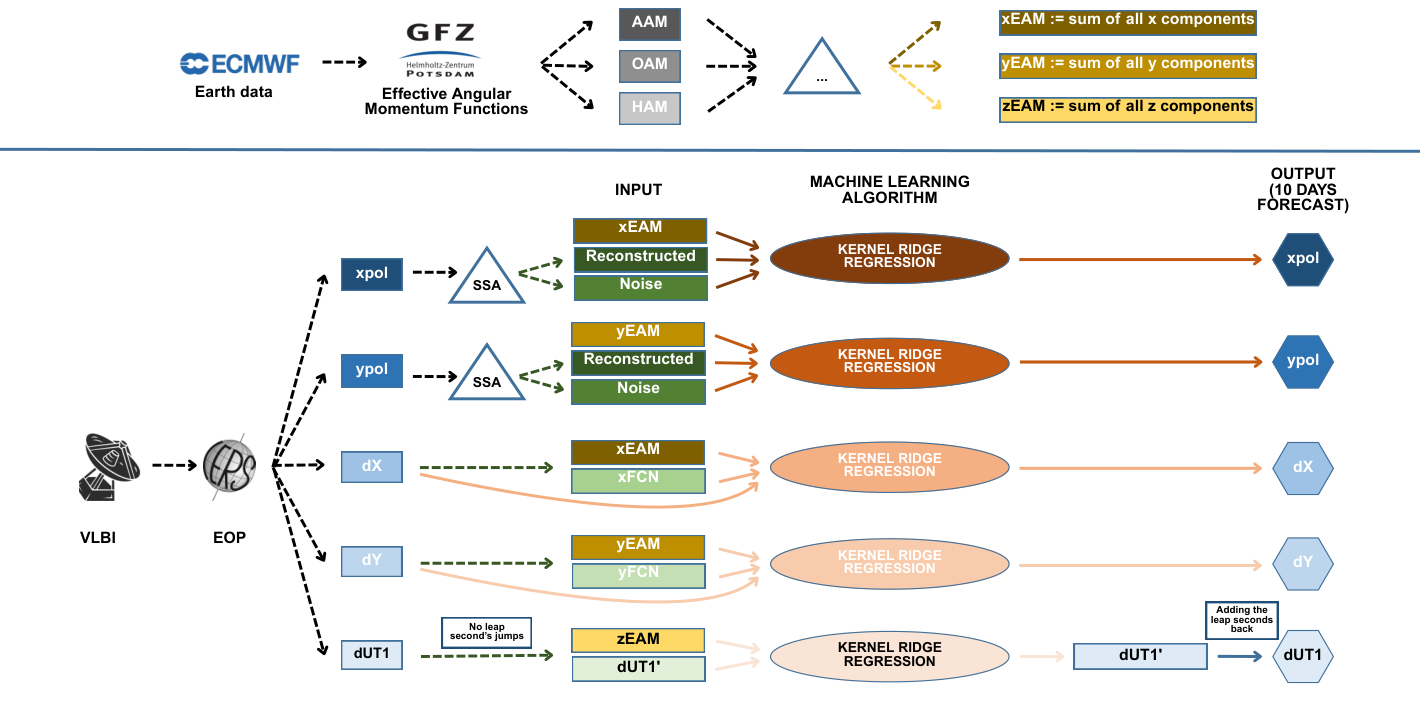 ECMWF
Earth data
GFZ
Helmholtz-Zentrum
POTSDAM
Effective Angular
Momentum Functions
AAM
OAM
HAM
...
xEAM := sum of all x components
yEAM := sum of all y components
zEAM := sum of all z components
INPUT
MACHINE LEARNING
ALGORITHM
OUTPUT
(10 DAYS
FORECAST)
xpol
SSA
xEAM
Reconstructed
Noise
KERNEL RIDGE
REGRESSION
xpol
ypol
SSA
yEAM
Reconstructed
Noise
KERNEL RIDGE
REGRESSION
ypol
VLBI
EOP
dX
xEAM
xFCN
KERNEL RIDGE
REGRESSION
dX
dY
yEAM
yFCN
KERNEL RIDGE
REGRESSION
dY
dUT1
No leap
second's jumps
zEAM
dUT1'
KERNEL RIDGE
REGRESSION
dUT1'
Adding the
leap seconds
back
dUT1